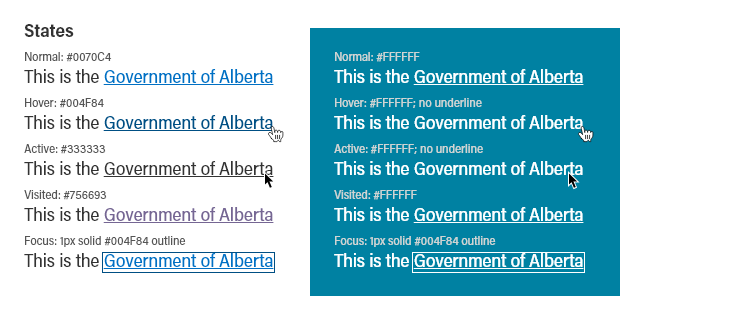 States
Normal: #0070C4
This is the Government of Alberta
Hover: #004F84
This is the Government of Alberta
Active: #333333
This is the Government of Alberta
Visited: #756693
This is the Government of Alberta
Focus: 1px solid #004F84 outline
This is the Government of Alberta
Normal: #FFFFFF
This is the Government of Alberta
Hover: #FFFFFF; no underline
This is the Government of Alberta
Active: #FFFFFF; no underline
This is the Government of Alberta
Visited: #FFFFFF
This is the Government of Alberta
Focus: 1px solid #004F84 outline
This is the Government of Alberta